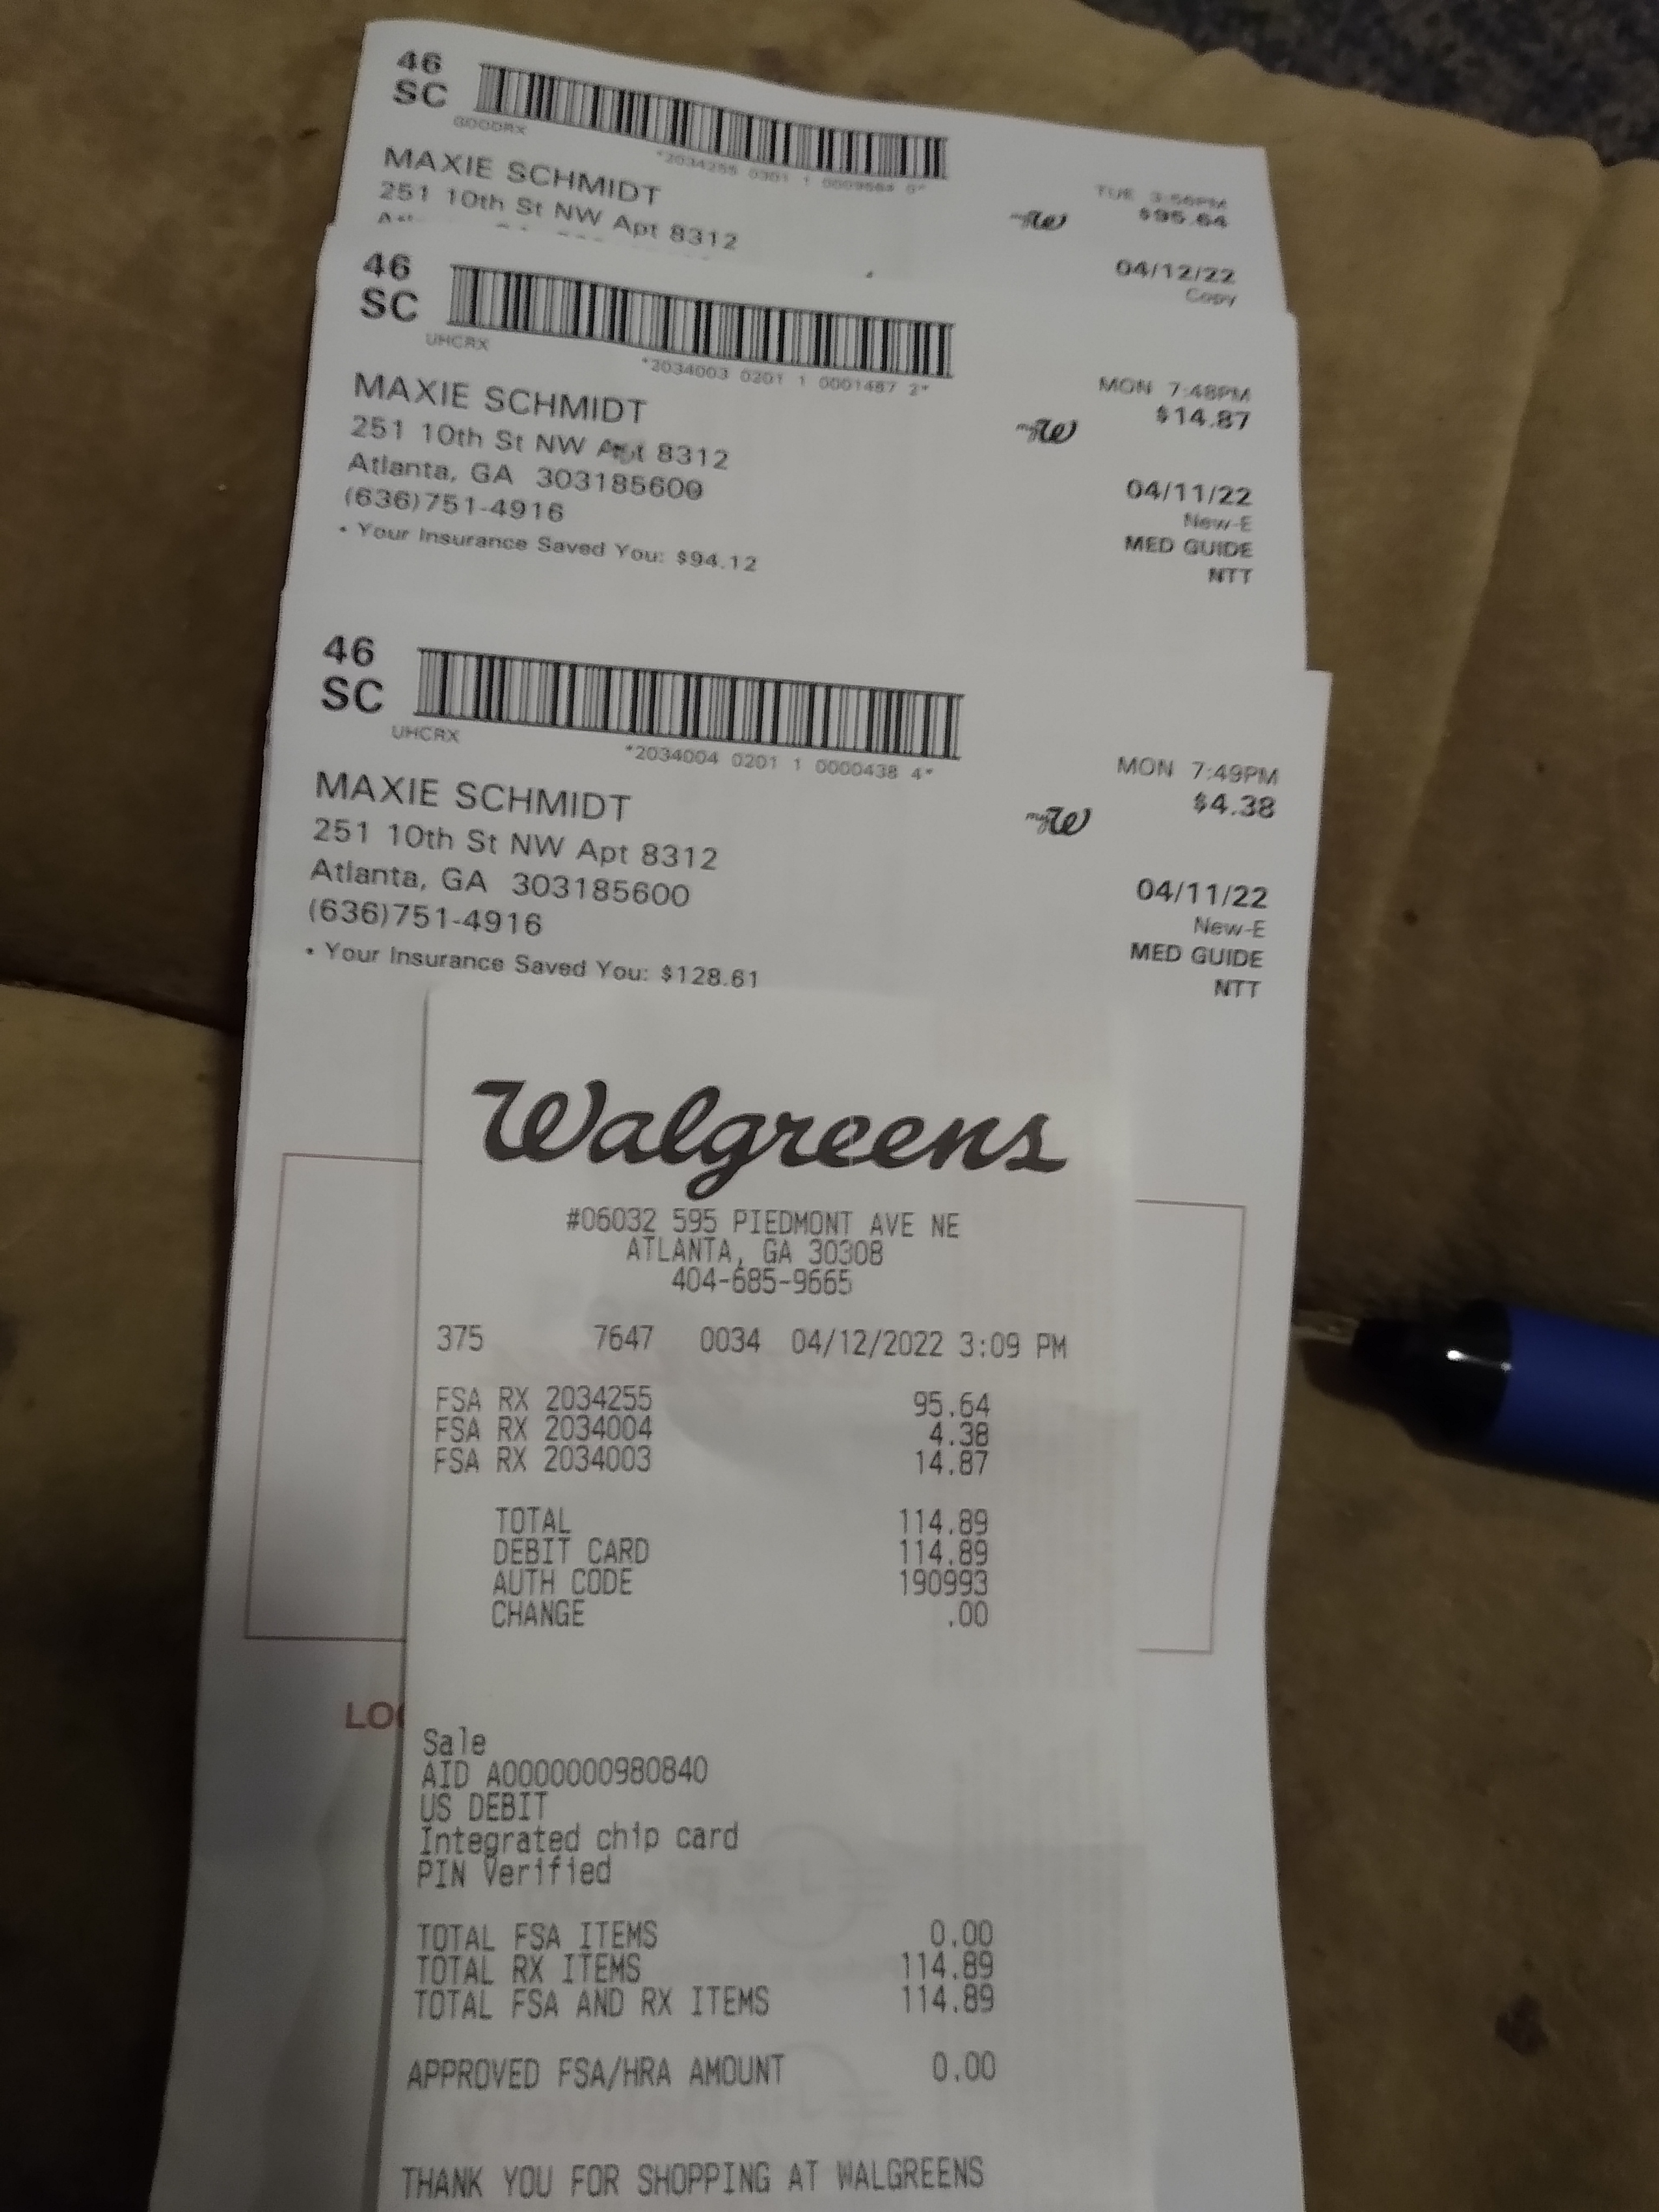 46
SC
GOODRX
*2034255 0301 1 0009564 0*
MAXIE SCHMIDT
251 10th St NW Apt 8312
TUE 3:56PM
$95.64
myW
04/12/22
Copy
46
SC
UHCRX
*2034003 0201 1 0001487 2*
MAXIE SCHMIDT
251 10th St NW Apt 8312
Atlanta, GA 303185600
(636)751-4916
• Your Insurance Saved You: $94.12
MON 7:48PM
$14.87
myW
04/11/22
New-E
MED GUIDE
NTT
46
SC
UHCRX
*2034004 0201 1 0000438 4*
MAXIE SCHMIDT
251 10th St NW Apt 8312
Atlanta, GA 303185600
(636)751-4916
• Your Insurance Saved You: $128.61
MON 7:49PM
$4.38
myW
04/11/22
New-E
MED GUIDE
NTT
Walgreens
#06032 595 PIEDMONT AVE NE
ATLANTA, GA 30308
404-685-9665
375 7647 0034 04/12/2022 3:09 PM
FSA RX 2034255 95.64
FSA RX 2034004 4.38
FSA RX 2034003 14.87
TOTAL 114.89
DEBIT CARD 114.89
AUTH CODE 190993
CHANGE .00
Sale
AID A0000000980840
US DEBIT
Integrated chip card
PIN Verified
TOTAL FSA ITEMS 0.00
TOTAL RX ITEMS 114.89
TOTAL FSA AND RX ITEMS 114.89
APPROVED FSA/HRA AMOUNT 0.00
THANK YOU FOR SHOPPING AT WALGREENS